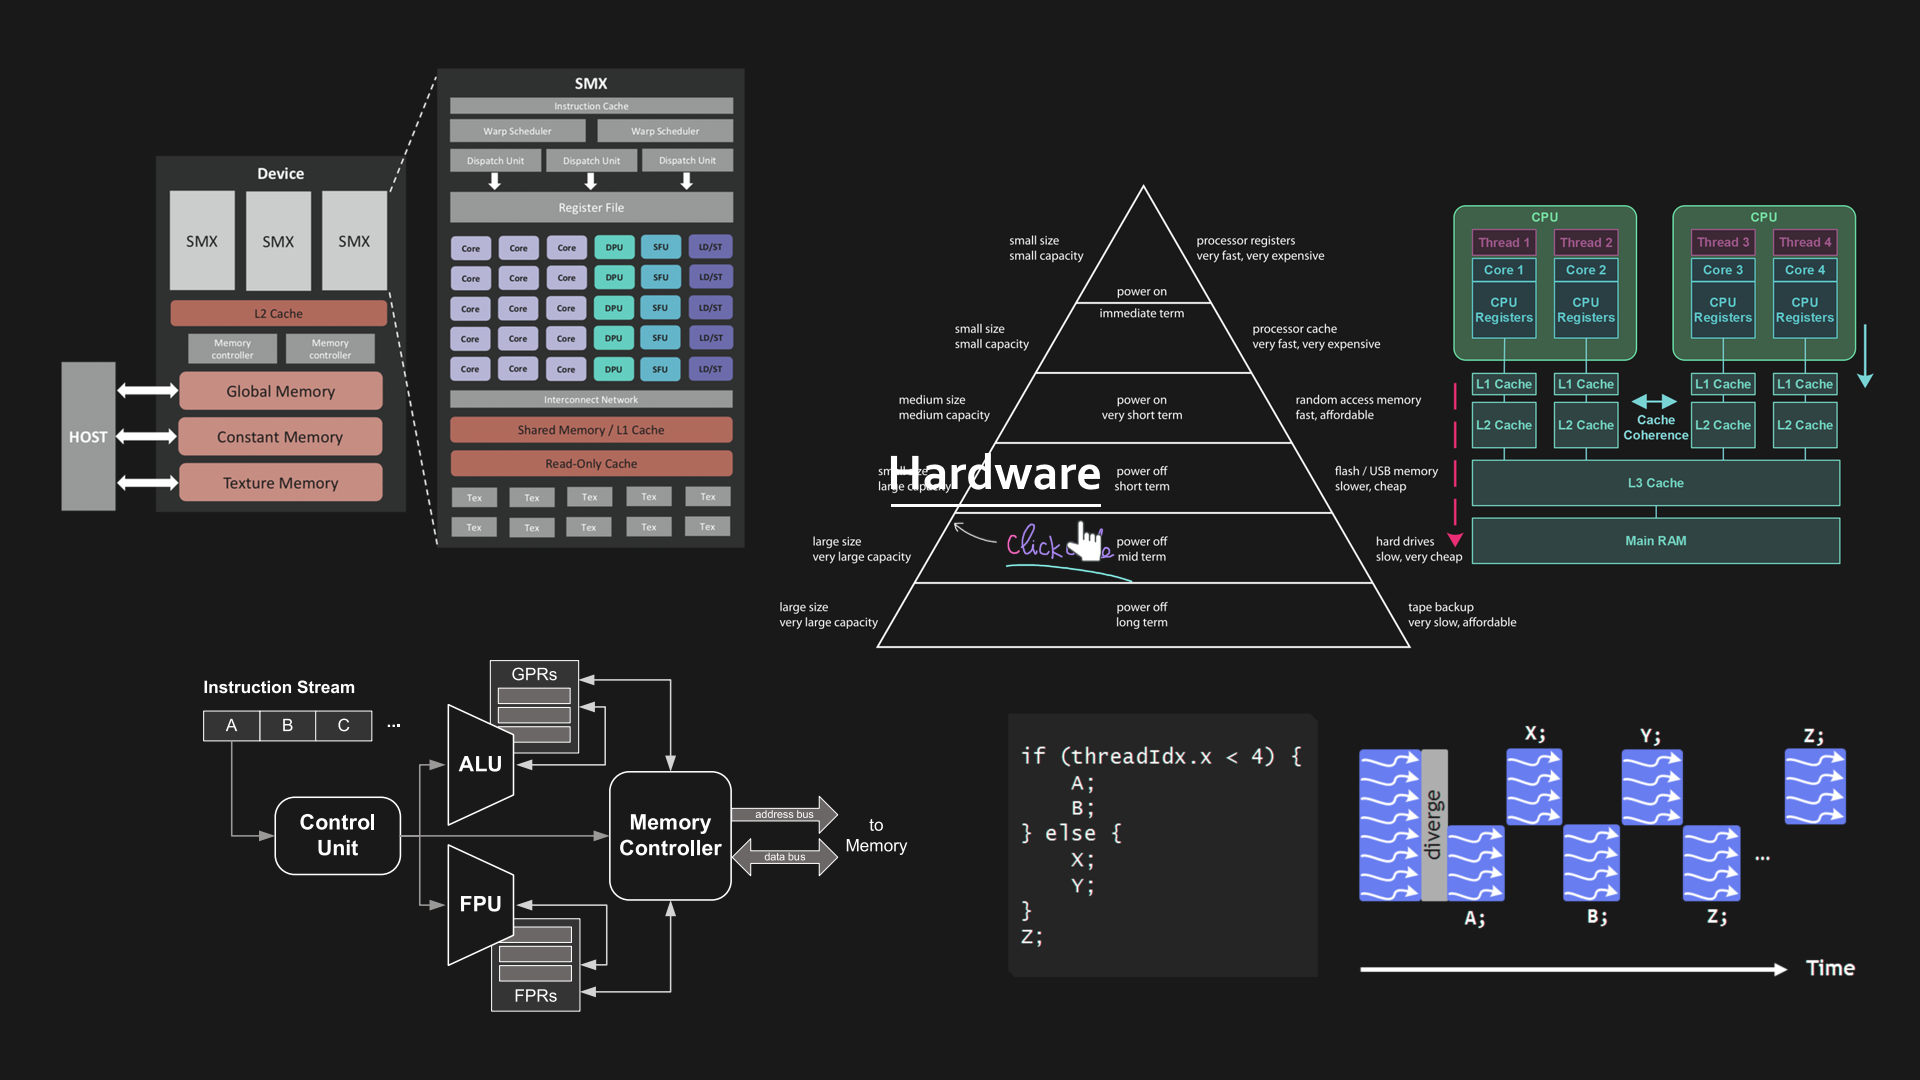 SMX
Instruction Cache
Warp Scheduler Warp Scheduler
Dispatch Unit Dispatch Unit Dispatch Unit
Register File
Core Core Core DPU SFU LD/ST
Core Core Core DPU SFU LD/ST
Core Core Core DPU SFU LD/ST
Core Core Core DPU SFU LD/ST
Core Core Core DPU SFU LD/ST
Interconnect Network
Shared Memory / L1 Cache
Read-Only Cache
Tex Tex Tex Tex Tex
Tex Tex Tex Tex Tex
Device
SMX SMX SMX
L2 Cache
Memory controller
Memory controller
HOST
Global Memory
Constant Memory
Texture Memory
small size
small capacity
processor registers
very fast, very expensive
power on
immediate term
small size
small capacity
processor cache
very fast, very expensive
medium size
medium capacity
power on
very short term
random access memory
fast, affordable
small size
large capacity
Hardware
power off
short term
flash / USB memory
slower, cheap
large size
very large capacity
Click
power off
mid term
hard drives
slow, very cheap
large size
very large capacity
power off
long term
tape backup
very slow, affordable
CPU CPU
Thread 1 Thread 2 Thread 3 Thread 4
Core 1 Core 2 Core 3 Core 4
CPU Registers
CPU Registers
CPU Registers
CPU Registers
L1 Cache L1 Cache L1 Cache L1 Cache
L2 Cache L2 Cache L2 Cache L2 Cache
Cache
Coherence
L3 Cache
Main RAM
Instruction Stream
A B C ...
GPRs
ALU
Control
Unit
Memory
Controller
address bus
data bus
to
Memory
FPU
FPRs
if (threadIdx.x < 4) {
A;
B;
} else {
X;
Y;
}
Z;
X; Y; Z;
diverge
...
A; B; Z;
Time